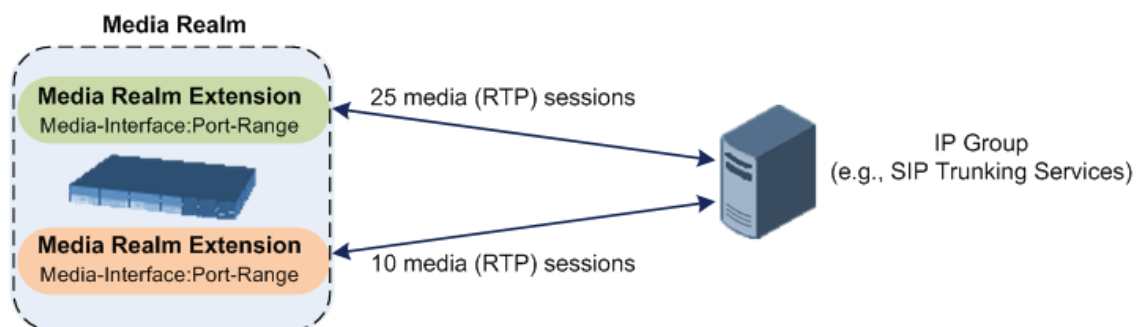 Media Realm
Media Realm Extension
Media-Interface:Port-Range
25 media (RTP) sessions
IP Group
(e.g., SIP Trunking Services)
Media Realm Extension
Media-Interface:Port-Range
10 media (RTP) sessions